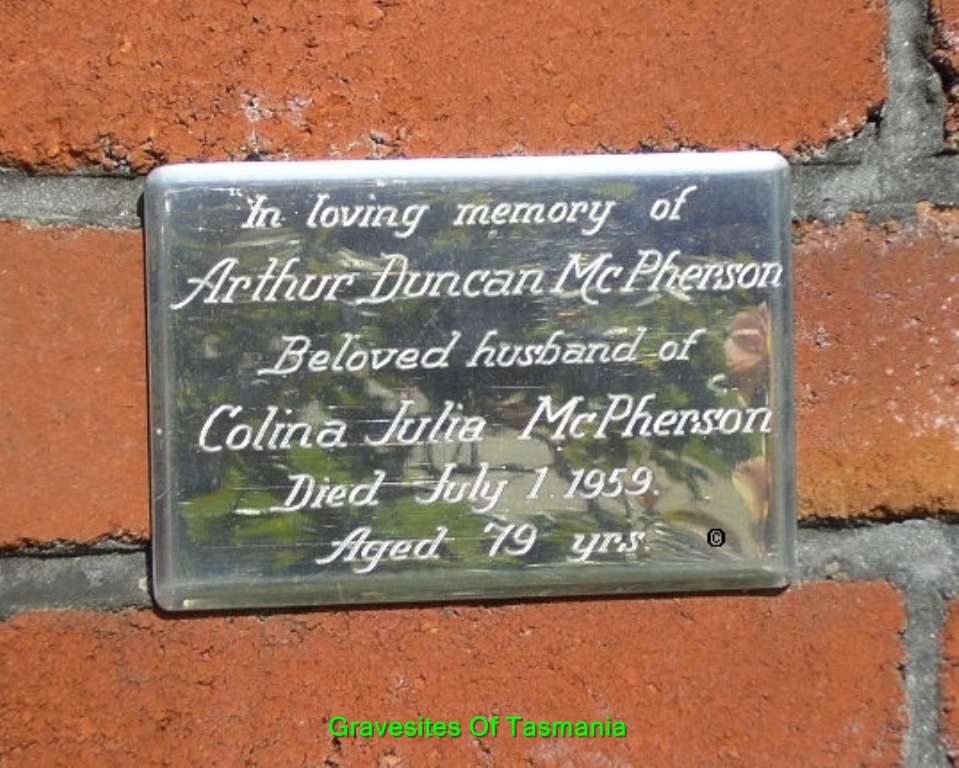 "In loving memory of
Arthur Duncan McPherson
Beloved husband of
Colina Julia McPherson
Died July 1. 1959
Aged 79 yrs.
©
Gravesites Of Tasmania